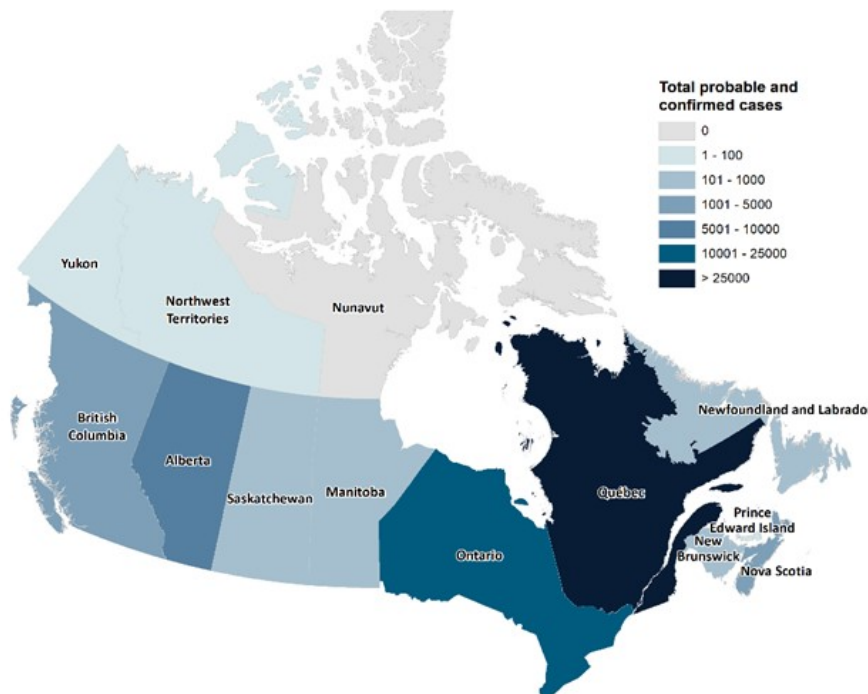 Total probable and
confirmed cases
0
1 - 100
101 - 1000
1001 - 5000
5001 - 10000
10001 - 25000
> 25000
Yukon
Northwest
Territories
Nunavut
British
Columbia
Alberta
Saskatchewan
Manitoba
Ontario
Québec
Newfoundland and Labrado
Prince
Edward Island
New
Brunswick
Nova Scotia